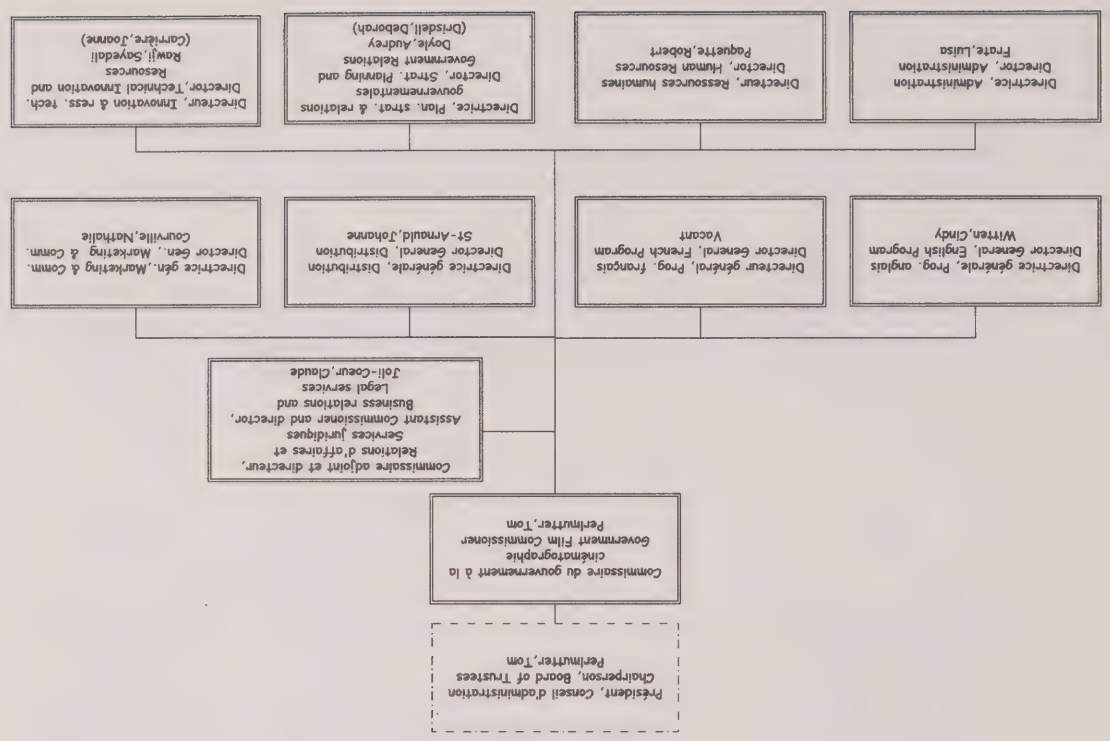 Président, Conseil d'administration
Chairperson, Board of Trustees
Perlmutter, Tom
Commissaire du gouvernement à la
cinématographie
Government Film Commissioner
Perlmutter, Tom
Commissaire adjoint et directeur,
Relations d'affaires et
Services juridiques
Assistant Commissioner and director,
Business relations and
Legal services
Joli-Coeur, Claude
Directrice générale, Prog. anglais
Director General, English Program
Witten, Cindy
Directeur général, Prog. français
Director General, French Program
Vacant
Directrice générale, Distribution
Director General, Distribution
St-Arnauld, Johanne
Directrice gén., Marketing & Comm.
Director Gen., Marketing & Comm.
Courville, Nathalie
Directrice, Administration
Director, Administration
Frate, Luisa
Directeur, Ressources humaines
Director, Human Resources
Paquette, Robert
Directrice, Plan. strat. & relations
gouvernementales
Director, Strat. Planning and
Government Relations
Doyle, Audrey
(Drisdell, Deborah)
Directeur, Innovation & ress. tech.
Director, Technical Innovation and
Resources
Rawji, Sayedali
(Carrière, Joanne)